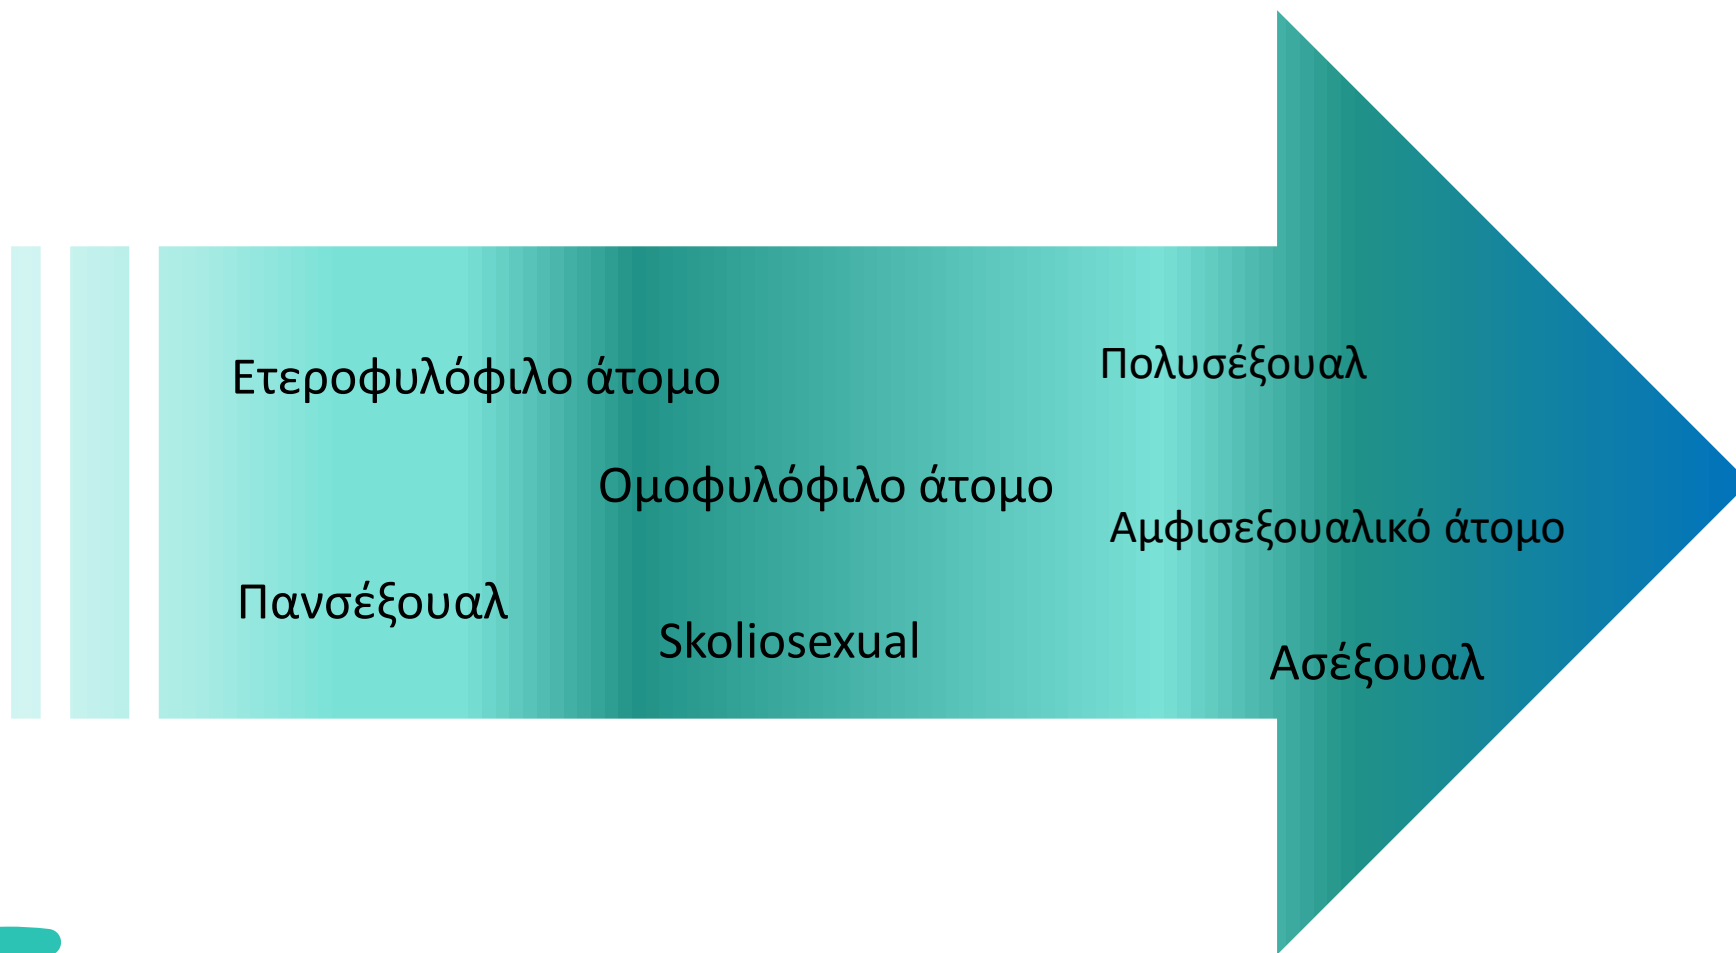 Ετεροφυλόφιλο άτομο
Πολυσέξουαλ
Ομοφυλόφιλο άτομο
Αμφισεξουαλικό άτομο
Πανσέξουαλ
Skoliosexual
Ασέξουαλ